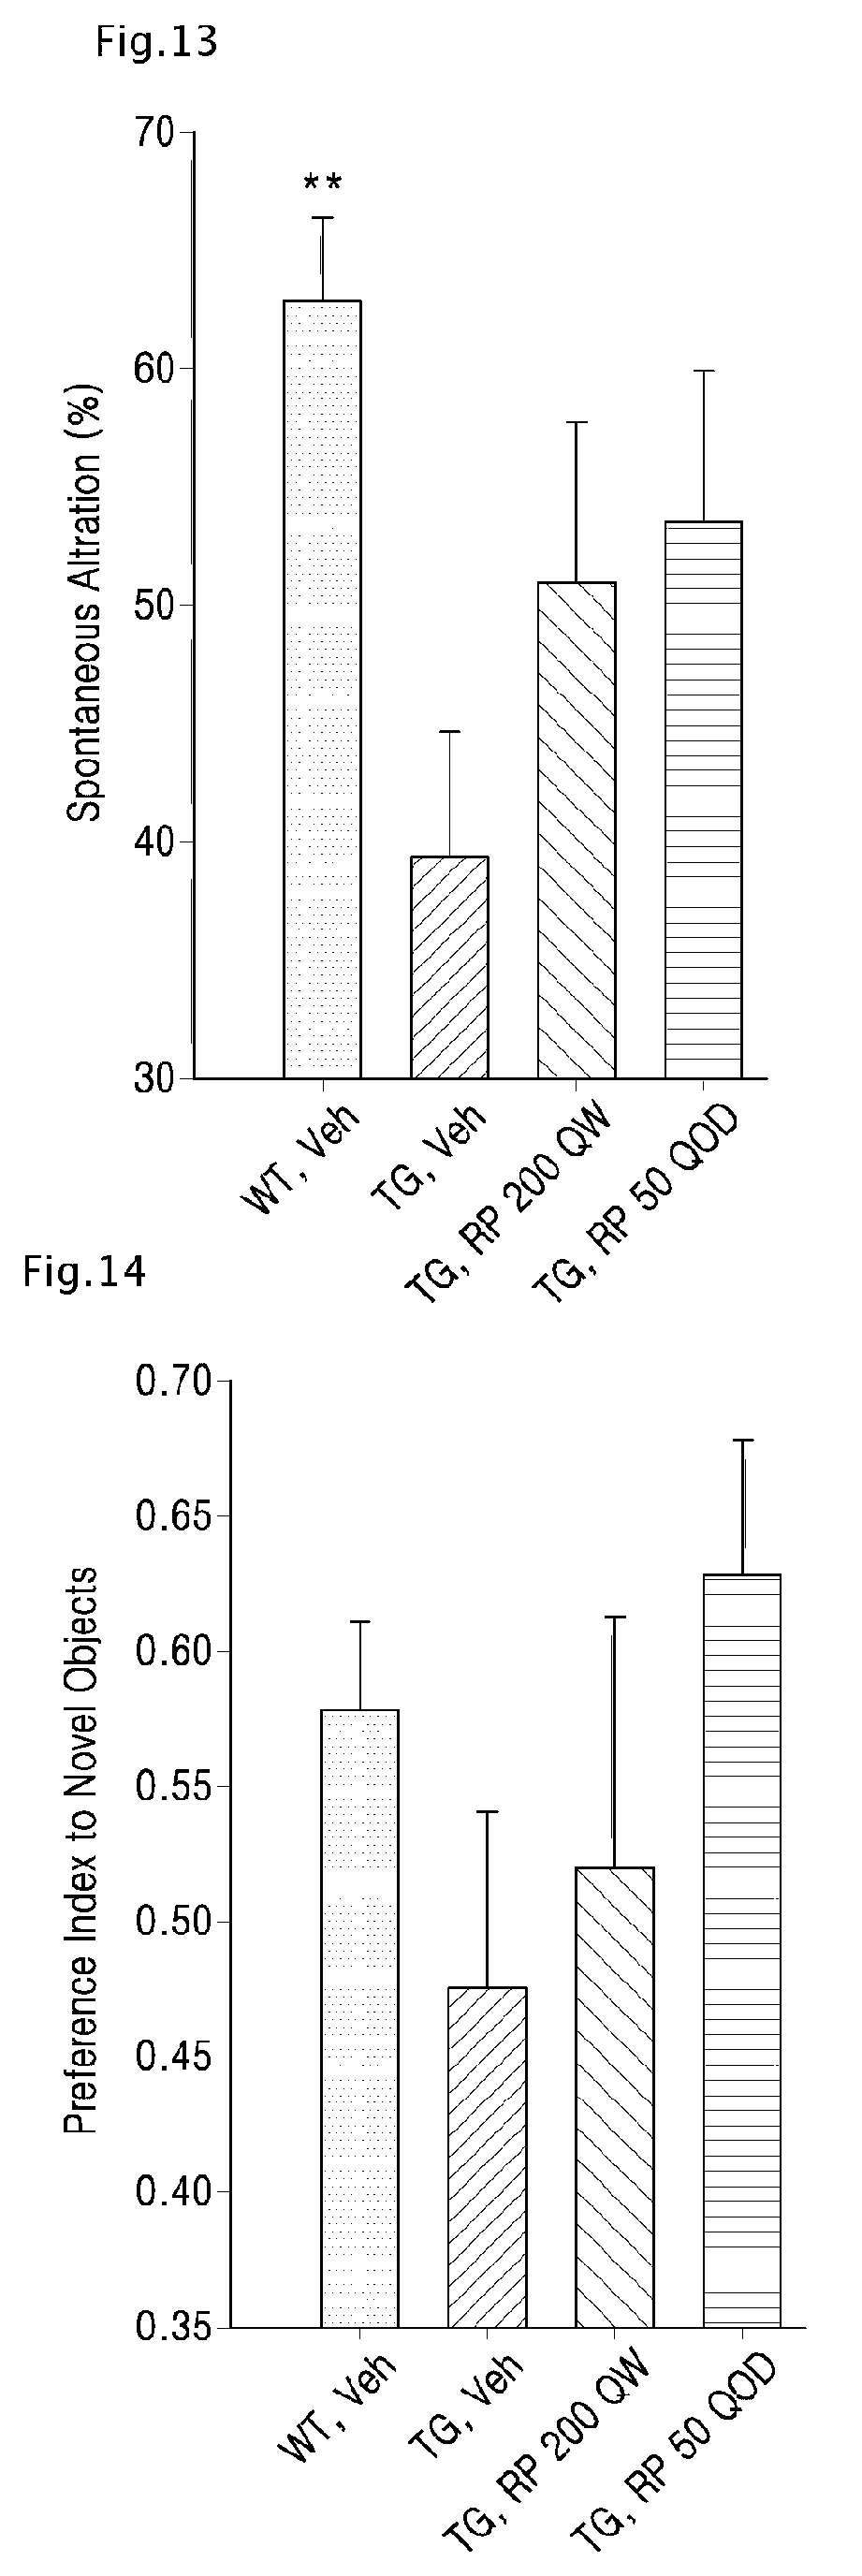 Fig.13
70
**
60
50
40
30
Spontaneous Altration (%)
WT, Veh
TG, Veh
TG, RP 200 QW
TG, RP 50 QOD
Fig.14
0.70
0.65
0.60
0.55
0.50
0.45
0.40
0.35
Preference Index to Novel Objects
WT, Veh
TG, Veh
TG, RP 200 QW
TG, RP 50 QOD